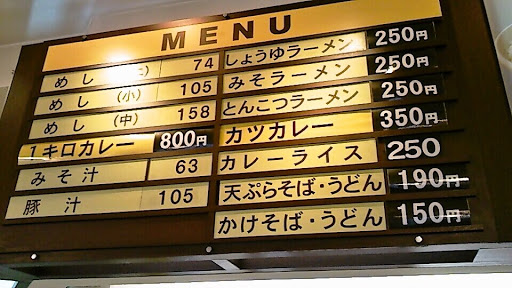 MENU
めし 74
めし (小) 105
めし (中) 158
1キロカレー 800円
みそ汁 63
豚汁 105
しょうゆラーメン 250円
みそラーメン 250円
とんこつラーメン 250円
カツカレー 350円
カレーライス 250
天ぷらそば・うどん 190円
かけそば・うどん 150円